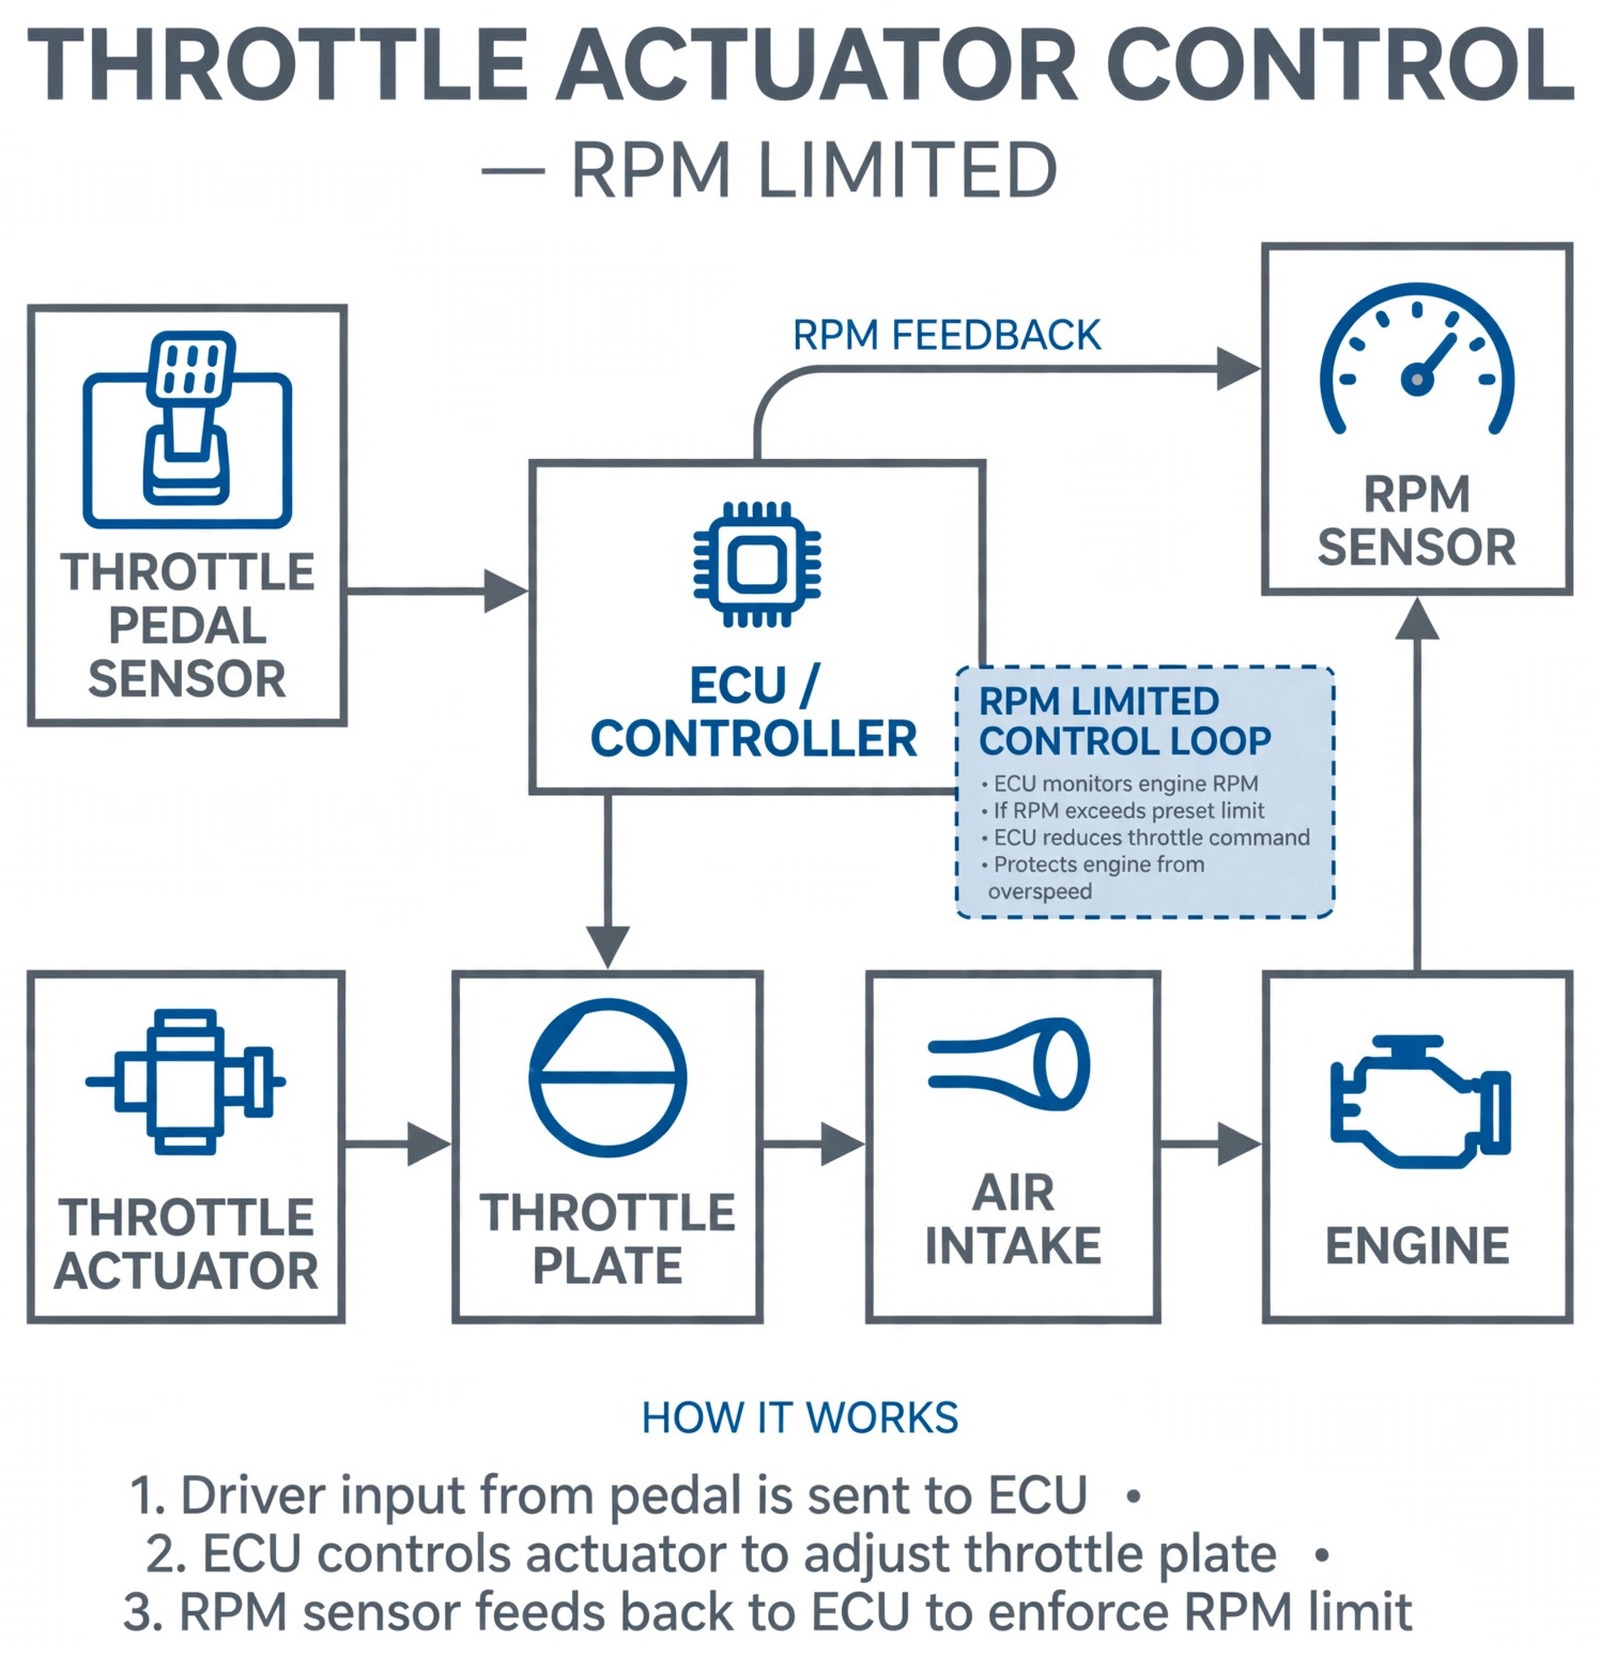 THROTTLE ACTUATOR CONTROL
— RPM LIMITED
RPM FEEDBACK
RPM
SENSOR
THROTTLE
PEDAL
SENSOR
ECU /
CONTROLLER
RPM LIMITED
CONTROL LOOP
• ECU monitors engine RPM
• If RPM exceeds preset limit
• ECU reduces throttle command
• Protects engine from
overspeed
THROTTLE
ACTUATOR
THROTTLE
PLATE
AIR
INTAKE
ENGINE
HOW IT WORKS
1. Driver input from pedal is sent to ECU •
2. ECU controls actuator to adjust throttle plate •
3. RPM sensor feeds back to ECU to enforce RPM limit